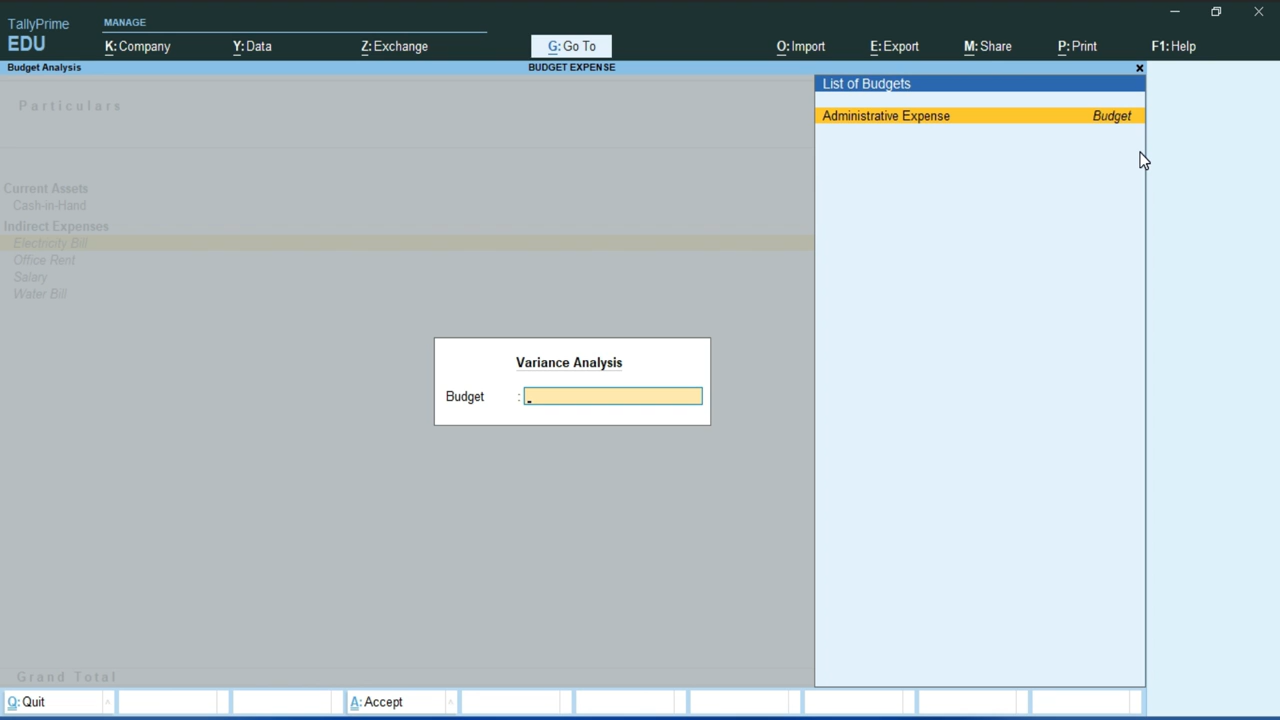 TallyPrime
EDU
MANAGE
K: Company
Y: Data
Z: Exchange
G: Go To
O: Import
E: Export
M: Share
P: Print
F1: Help
Budget Analysis
BUDGET EXPENSE
Particulars
Current Assets
Cash-in-Hand
Indirect Expenses
Electricity Bill
Office Rent
Salary
Water Bill
Grand Total
List of Budgets
Administrative Expense Budget
Variance Analysis
Budget :
Q: Quit
A: Accept